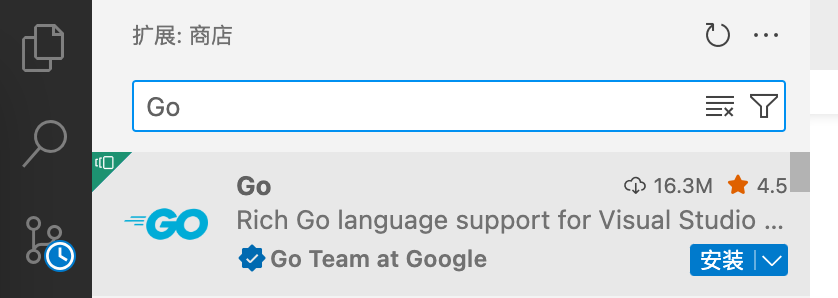 扩展: 商店
Go
Go 16.3M 4.5
GO Rich Go language support for Visual Studio ...
Go Team at Google 安装